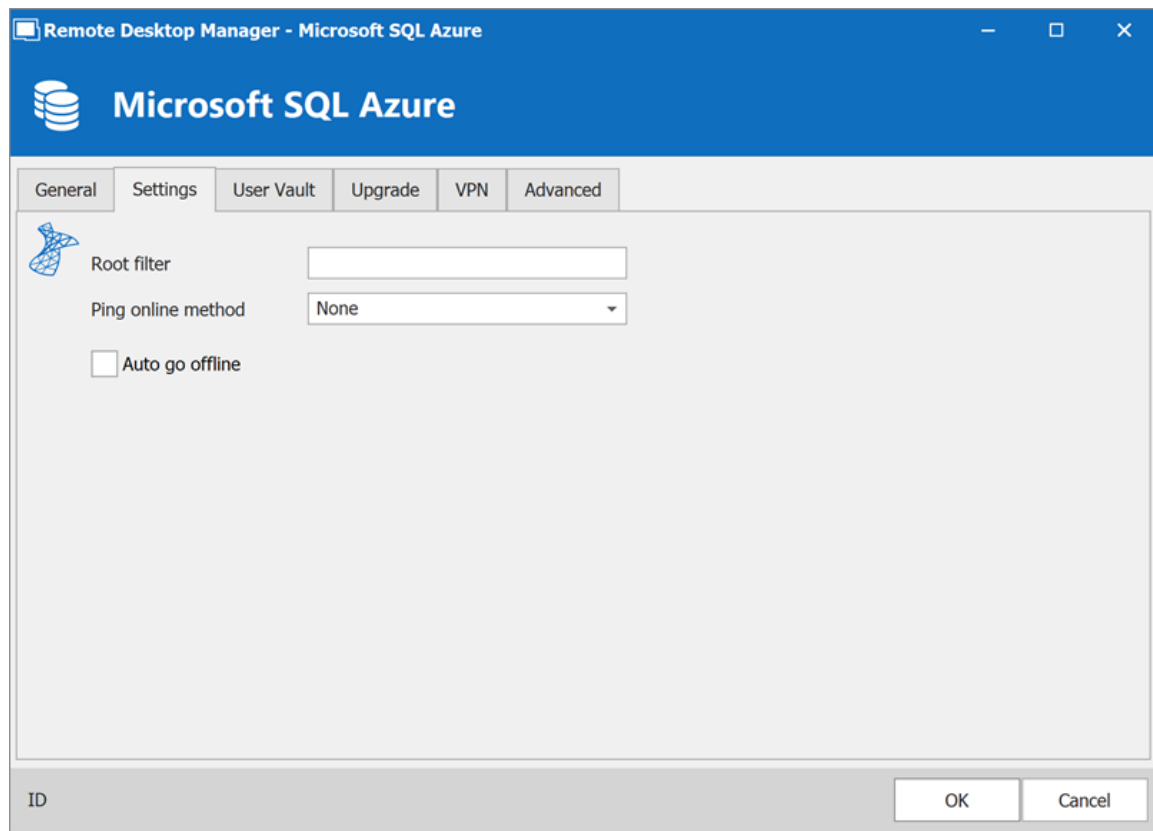 Remote Desktop Manager - Microsoft SQL Azure
Microsoft SQL Azure
General Settings User Vault Upgrade VPN Advanced
Root filter
Ping online method None
Auto go offline
ID OK Cancel